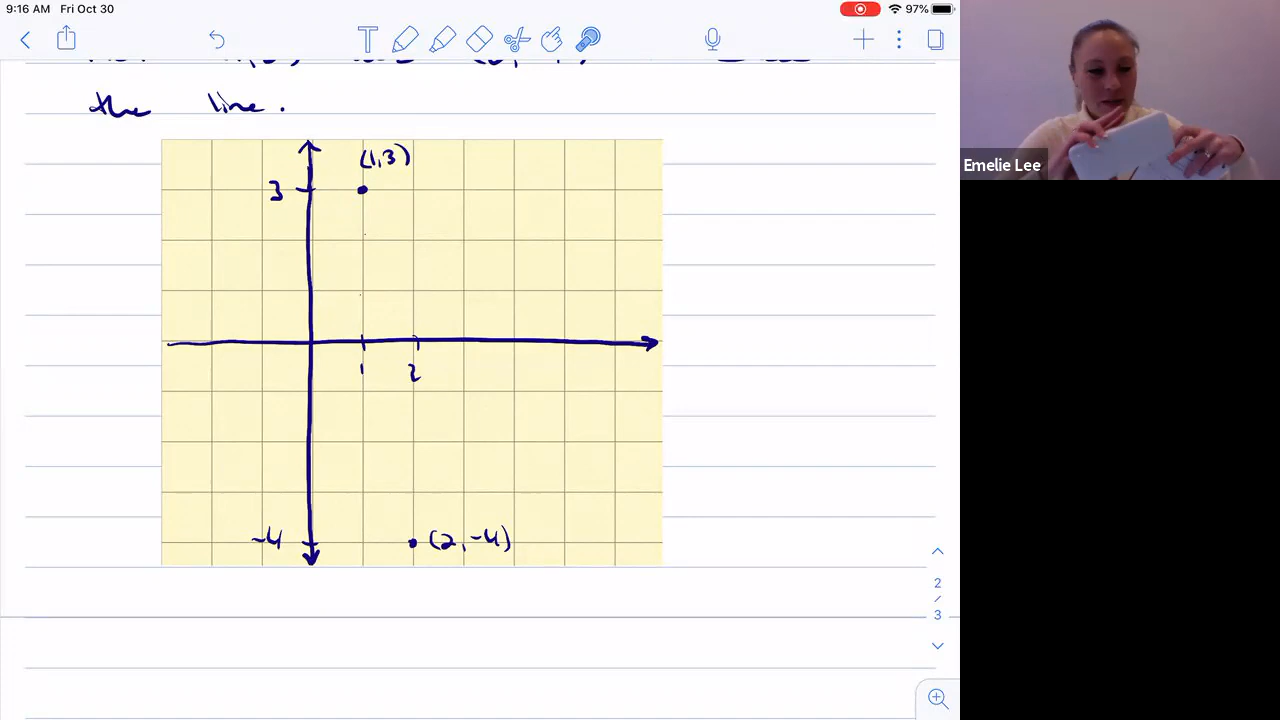 9:16 AM Fri Oct 30 97%
the line.
(1,3)
3
1 2
-4 (2,-4)
2
/
3
Emelie Lee